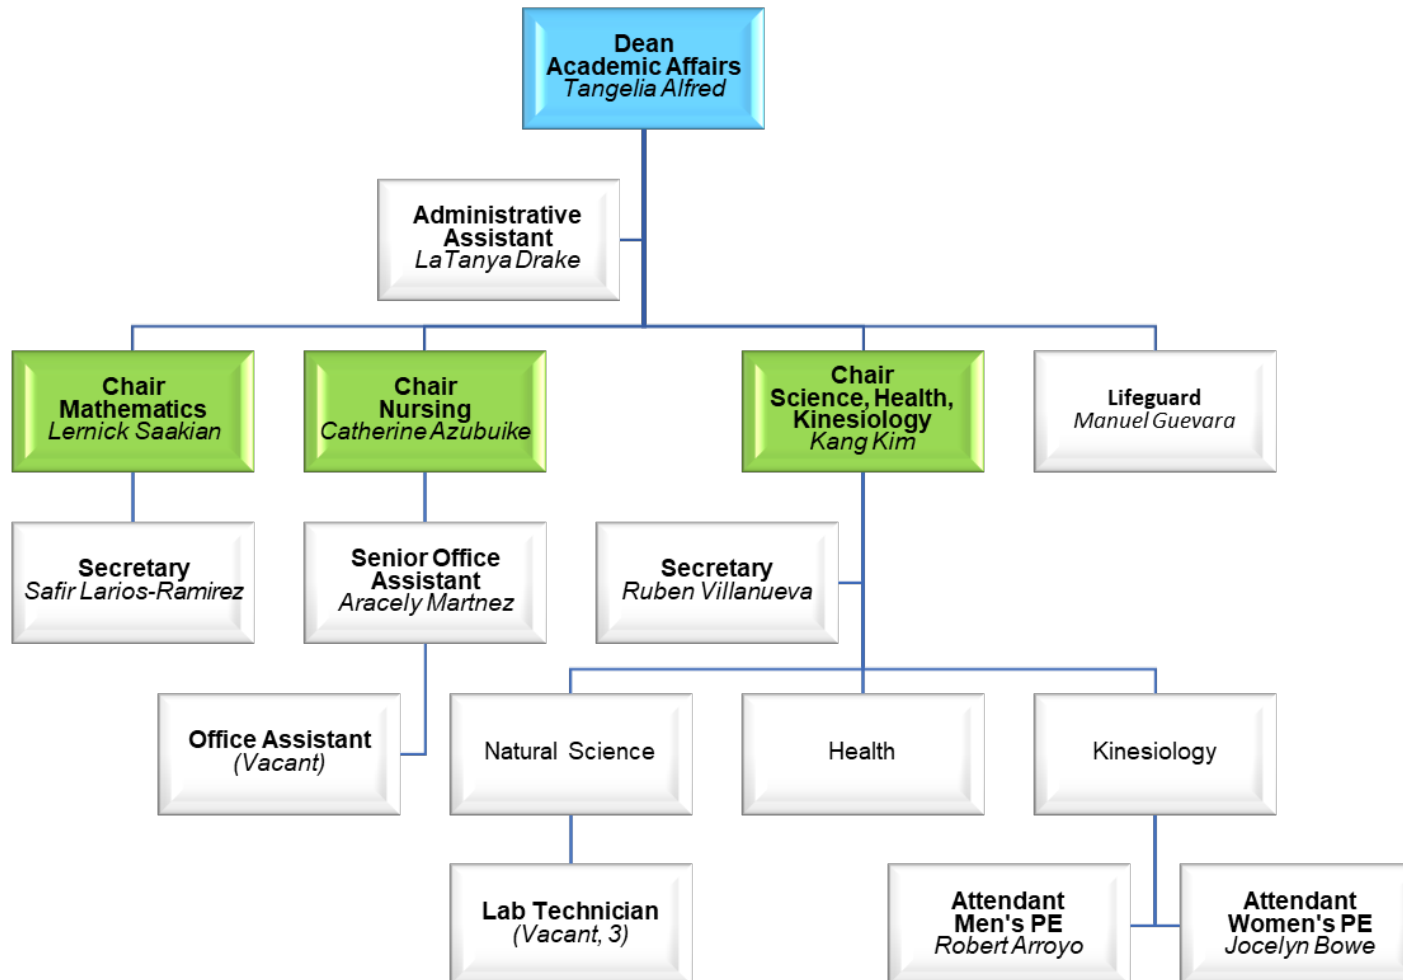 Dean
Academic Affairs
Tangelia Alfred
Administrative
Assistant
LaTanya Drake
Chair
Mathematics
Lernick Saakian
Chair
Nursing
Catherine Azubuike
Chair
Science, Health,
Kinesiology
Kang Kim
Lifeguard
Manuel Guevara
Secretary
Safir Larios-Ramirez
Senior Office
Assistant
Aracely Martnez
Secretary
Ruben Villanueva
Office Assistant
(Vacant)
Natural Science
Health
Kinesiology
Lab Technician
(Vacant, 3)
Attendant
Men's PE
Robert Arroyo
Attendant
Women's PE
Jocelyn Bowe